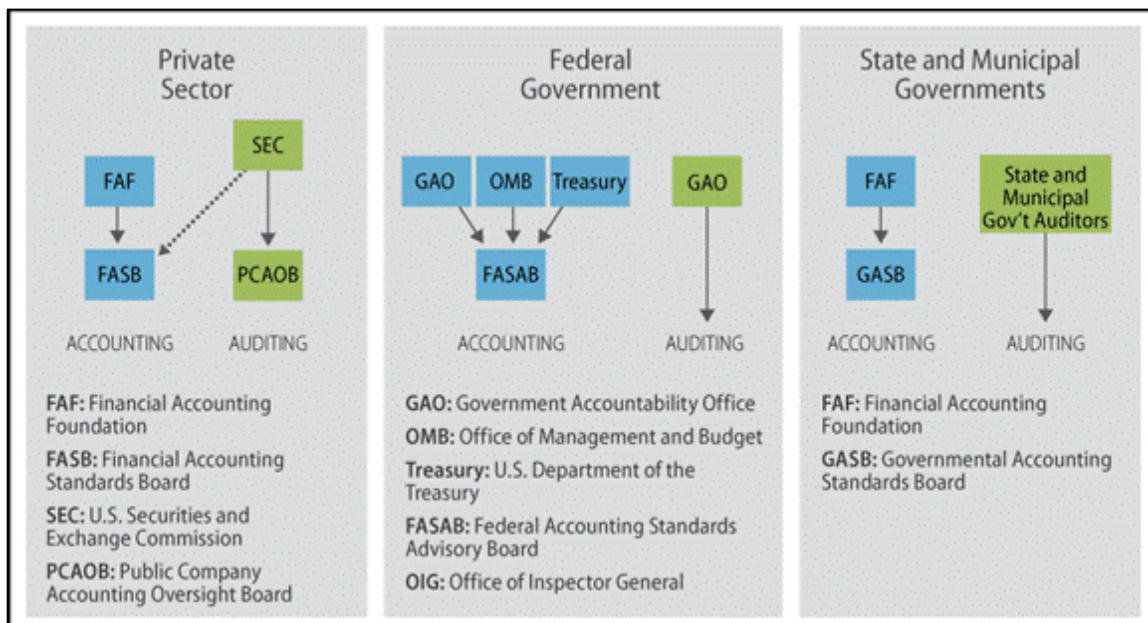 Private
Sector
SEC
FAF
FASB
PCAOB
ACCOUNTING
AUDITING
FAF: Financial Accounting
Foundation
FASB: Financial Accounting
Standards Board
SEC: U.S. Securities and
Exchange Commission
PCAOB: Public Company
Accounting Oversight Board
Federal
Government
GAO
OMB
Treasury
GAO
FASAB
ACCOUNTING
AUDITING
GAO: Government Accountability Office
OMB: Office of Management and Budget
Treasury: U.S. Department of the
Treasury
FASAB: Federal Accounting Standards
Advisory Board
OIG: Office of Inspector General
State and Municipal
Governments
FAF
State and
Municipal
Gov't Auditors
GASB
ACCOUNTING
AUDITING
FAF: Financial Accounting
Foundation
GASB: Governmental Accounting
Standards Board